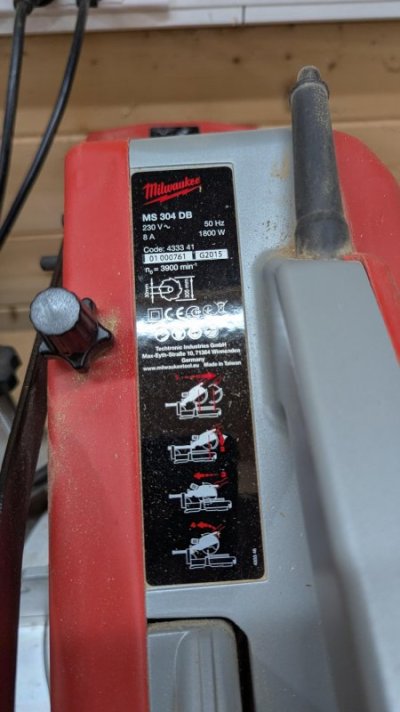 Milwaukee
MS 304 DB
230 V~ 50 Hz
8 A 1800 W
Code: 4333 41
01 000761 G2015
n₀ = 3900 min⁻¹
CE
Techtronic Industries GmbH
Max-Eyth-Straße 10, 71364 Winnenden
Germany
www.milwaukeetool.eu Made in Taiwan